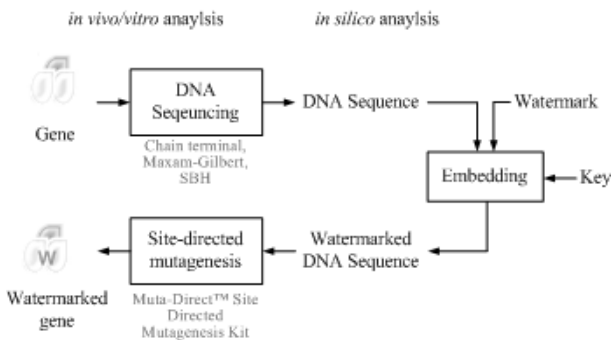 in vivo/vitro anaylsis
in silico anaylsis
Gene
DNA
Seqeuncing
Chain terminal,
Maxam-Gilbert,
SBH
DNA Sequence
Watermark
Embedding
Key
W
Watermarked
gene
Site-directed
mutagenesis
Muta-Direct™ Site
Directed
Mutagenesis Kit
Watermarked
DNA Sequence